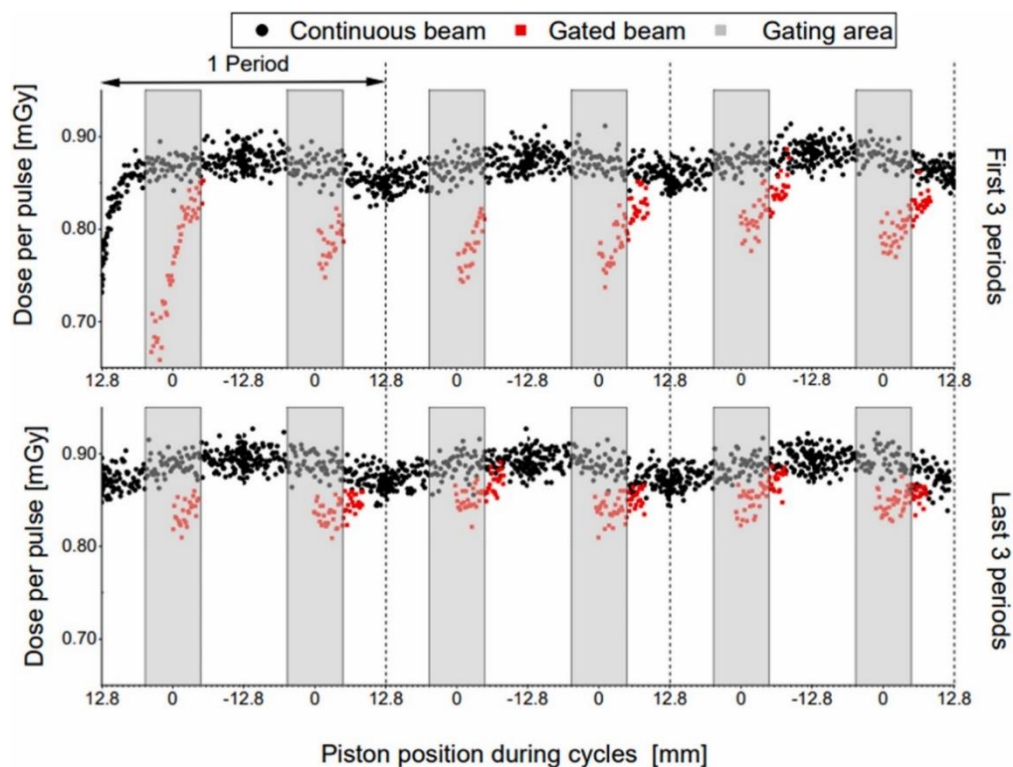 Continuous beam Gated beam Gating area
1 Period
Dose per pulse [mGy]
0.90
0.80
0.70
12.8 0 -12.8 0 12.8 0 -12.8 0 12.8 0 -12.8 0 12.8
First 3 periods
Dose per pulse [mGy]
0.90
0.80
0.70
12.8 0 -12.8 0 12.8 0 -12.8 0 12.8 0 -12.8 0 12.8
Last 3 periods
Piston position during cycles [mm]